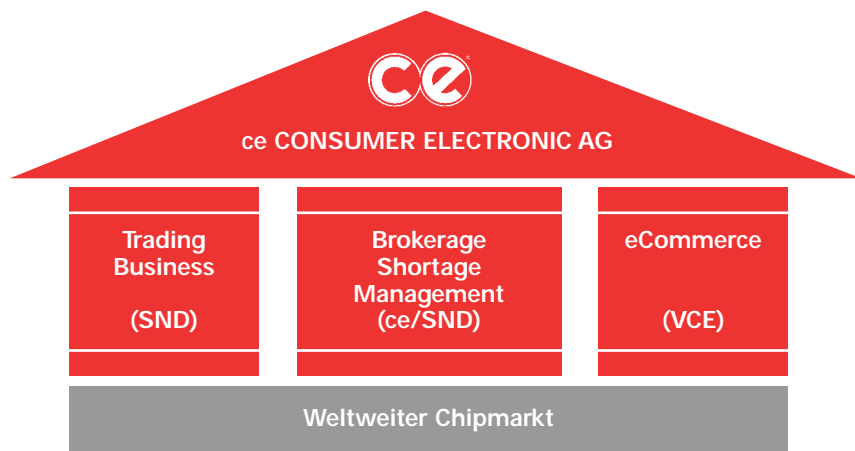 ce
ce CONSUMER ELECTRONIC AG
Trading
Business
(SND)
Brokerage
Shortage
Management
(ce/SND)
eCommerce
(VCE)
Weltweiter Chipmarkt